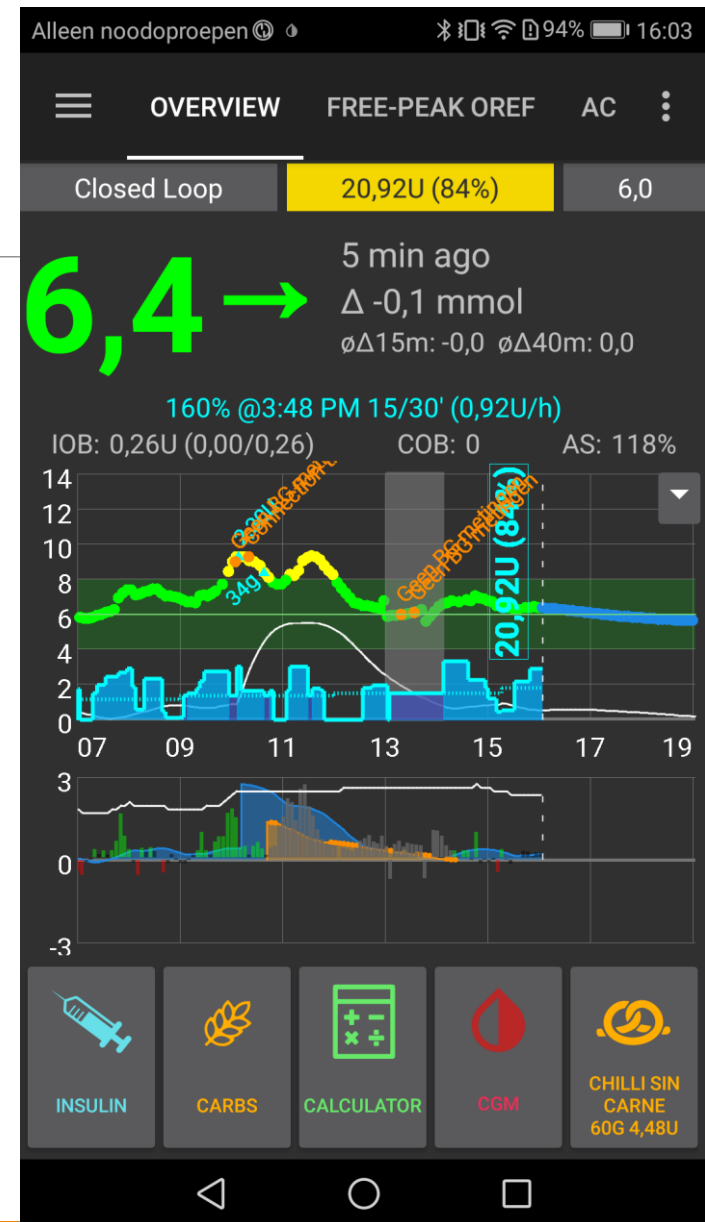 Alleen noodoproepen 94% 16:03
OVERVIEW FREE-PEAK OREF AC
Closed Loop 20,92U (84%) 6,0
6,4 → 5 min ago
Δ -0,1 mmol
øΔ15m: -0,0 øΔ40m: 0,0
160% @3:48 PM 15/30' (0,92U/h)
IOB: 0,26U (0,00/0,26) COB: 0 AS: 118%
14
12
10
8
6
4
2
0
34g
Geen BG metingen
20,92U (84%)
07 09 11 13 15 17 19
3
0
-3
INSULIN
CARBS
CALCULATOR
CGM
CHILLI SIN
CARNE
60G 4,48U